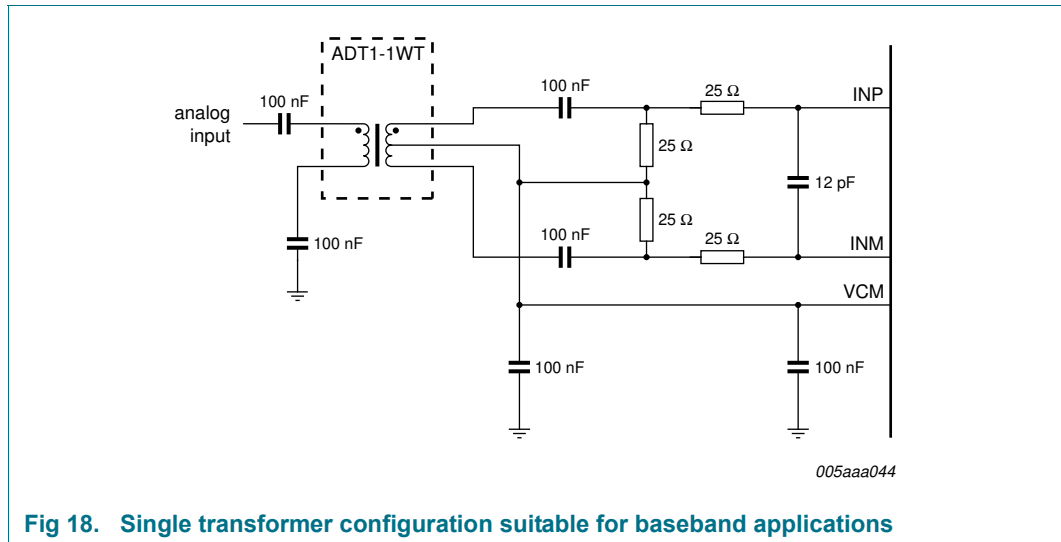 ADT1-1WT
analog
input
100 nF
100 nF
100 nF
25 Ω
INP
25 Ω
12 pF
25 Ω
100 nF
25 Ω
INM
VCM
100 nF
100 nF
005aaa044
Fig 18. Single transformer configuration suitable for baseband applications